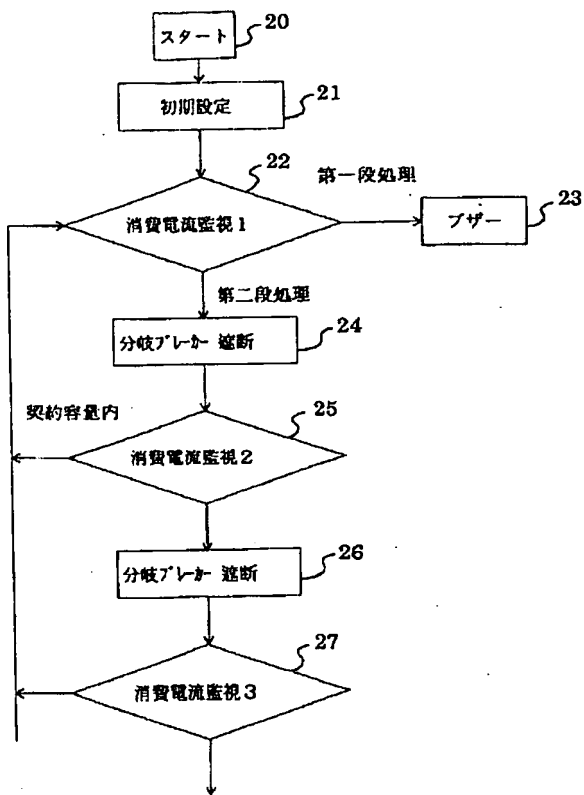 20
スタート
21
初期設定
22
第一段処理
消費電流監視1
ブザー
23
第二段処理
分岐ブレーカー 遮断
24
契約容量内
25
消費電流監視2
分岐ブレーカー 遮断
26
27
消費電流監視3